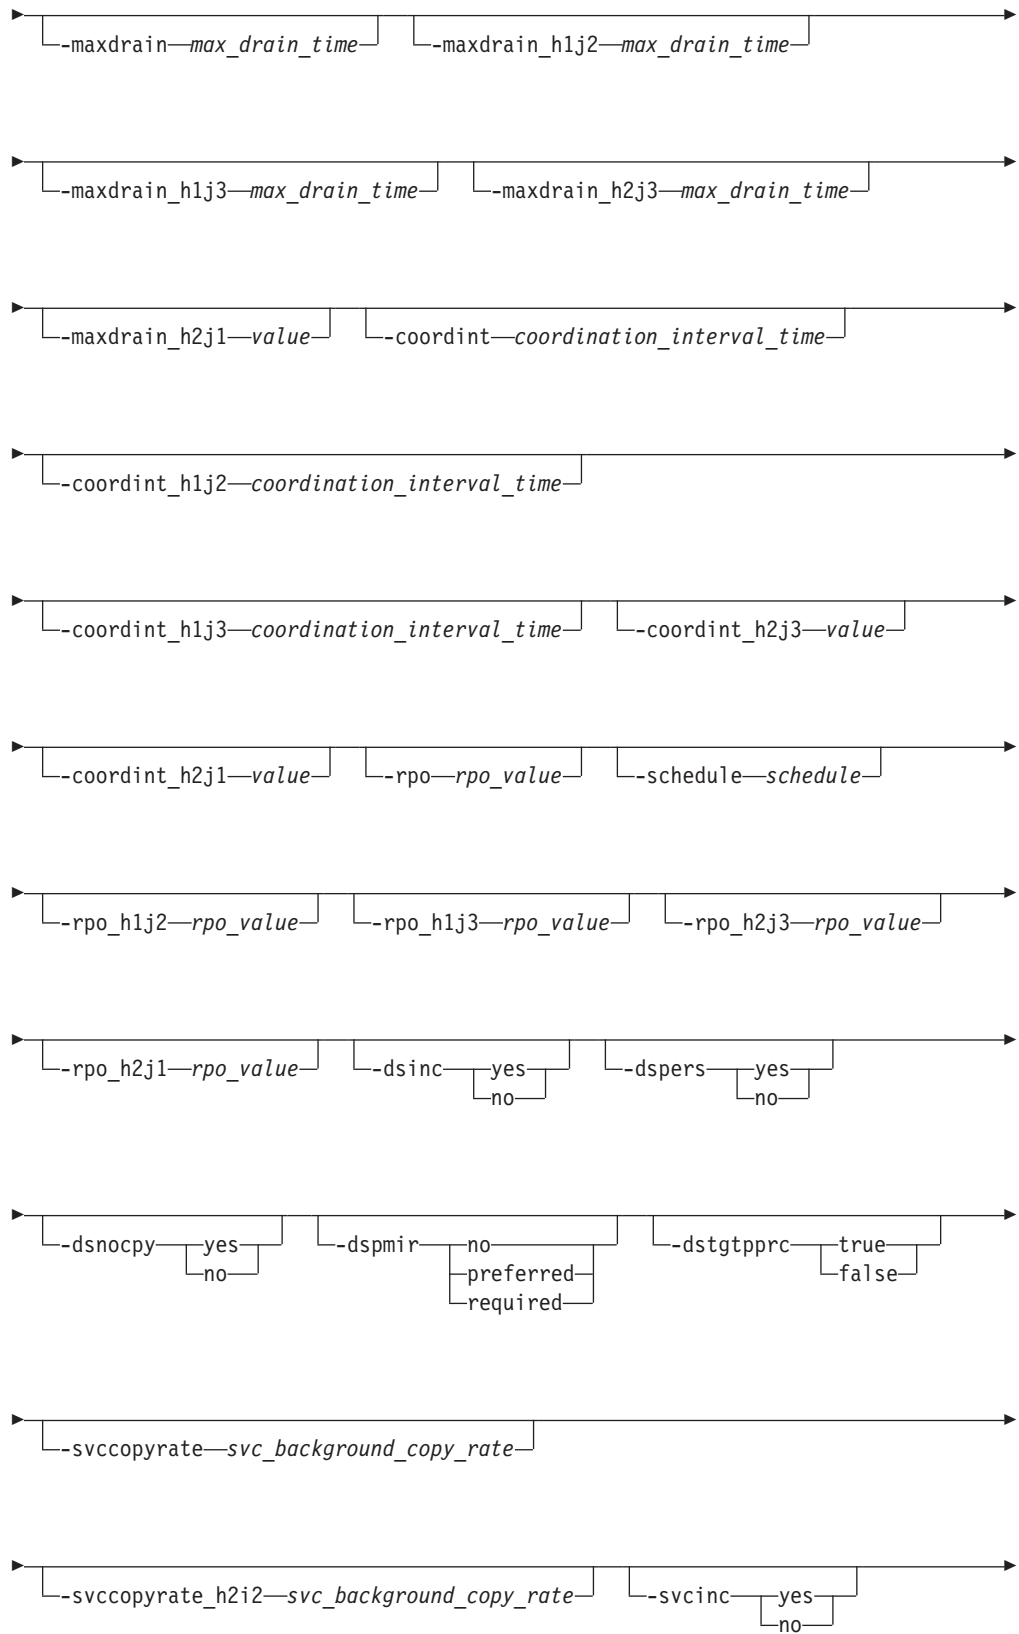 -maxdrain max_drain_time -maxdrain_h1j2 max_drain_time
-maxdrain_h1j3 max_drain_time -maxdrain_h2j3 max_drain_time
-maxdrain_h2j1 value -coordint coordination_interval_time
-coordint_h1j2 coordination_interval_time
-coordint_h1j3 coordination_interval_time -coordint_h2j3 value
-coordint_h2j1 value -rpo rpo_value -schedule schedule
-rpo_h1j2 rpo_value -rpo_h1j3 rpo_value -rpo_h2j3 rpo_value
-rpo_h2j1 rpo_value -dsinc yes -dspers yes
no no
-dsnocpy yes -dspmir no -dstgtpprc true
no preferred false
required
-svccopyrate svc_background_copy_rate
-svccopyrate_h2i2 svc_background_copy_rate -svcinc yes
no